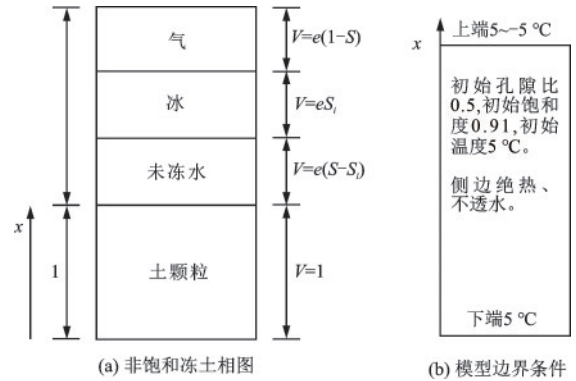 气
V=e(1-S)
冰
V=eSᵢ
未冻水
V=e(S-Sᵢ)
x
1
土颗粒
V=1
(a) 非饱和冻土相图
上端5~-5 ℃
x
初始孔隙比
0.5,初始饱和
度0.91,初始
温度5 ℃。
侧边绝热、
不透水。
下端5 ℃
(b) 模型边界条件